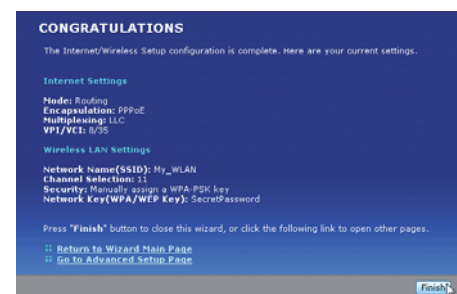 CONGRATULATIONS
The Internet/Wireless Setup configuration is complete. Here are your current settings.
Internet Settings
Mode: Routing
Encapsulation: PPPoE
Multiplexing: LLC
VPI/VCI: 8/35
Wireless LAN Settings
Network Name(SSID): My_WLAN
Channel Selection: 11
Security: Manually assign a WPA-PSK key
Network Key(WPA/WEP Key): SecretPassword
Press "Finish" button to close this wizard, or click the following link to open other pages.
Return to Wizard Main Page
Go to Advanced Setup Page
Finish